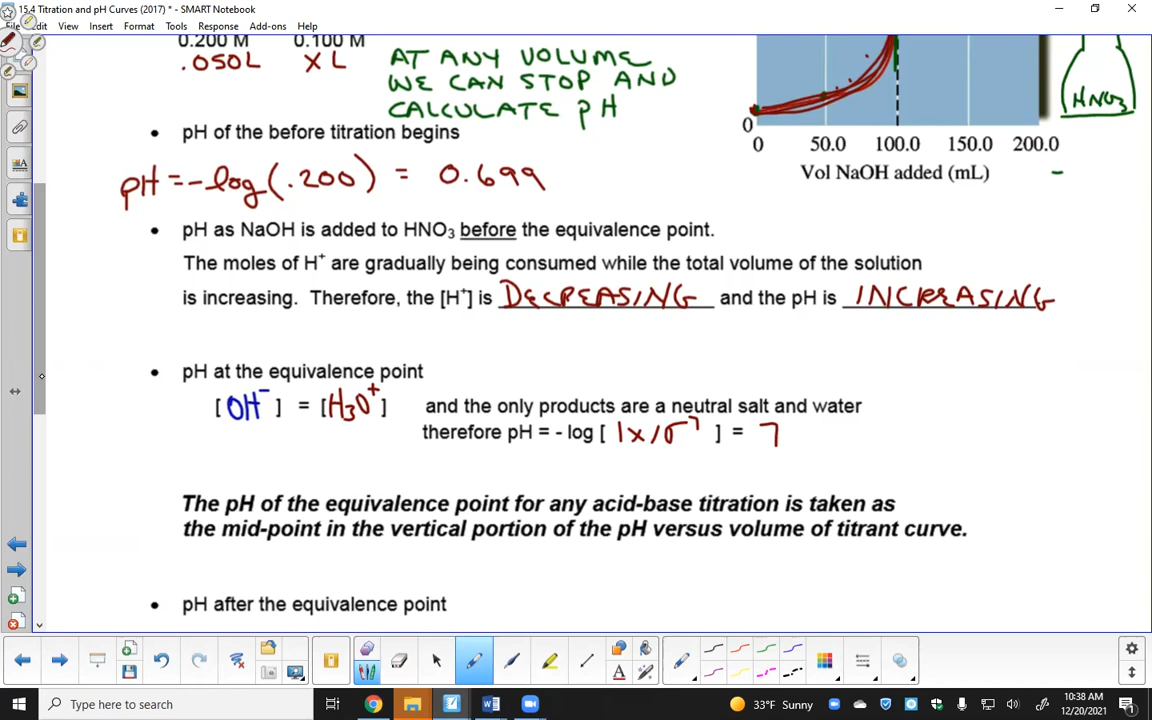 15.4 Titration and pH Curves (2017) * - SMART Notebook
File Edit View Insert Format Tools Response Add-ons Help
0.200 M 0.100 M
.050L X L
AT ANY VOLUME
WE CAN STOP AND
CALCULATE pH
HNO3
0
0 50.0 100.0 150.0 200.0
Vol NaOH added (mL)
• pH of the before titration begins
pH = -log(.200) = 0.699
• pH as NaOH is added to HNO3 before the equivalence point.
The moles of H+ are gradually being consumed while the total volume of the solution
is increasing. Therefore, the [H+] is DECREASING and the pH is INCREASING
• pH at the equivalence point
[ OH- ] = [H3O+] and the only products are a neutral salt and water
therefore pH = - log [ 1x10-7 ] = 7
The pH of the equivalence point for any acid-base titration is taken as
the mid-point in the vertical portion of the pH versus volume of titrant curve.
• pH after the equivalence point
Type here to search
33°F Sunny
10:38 AM
12/20/2021